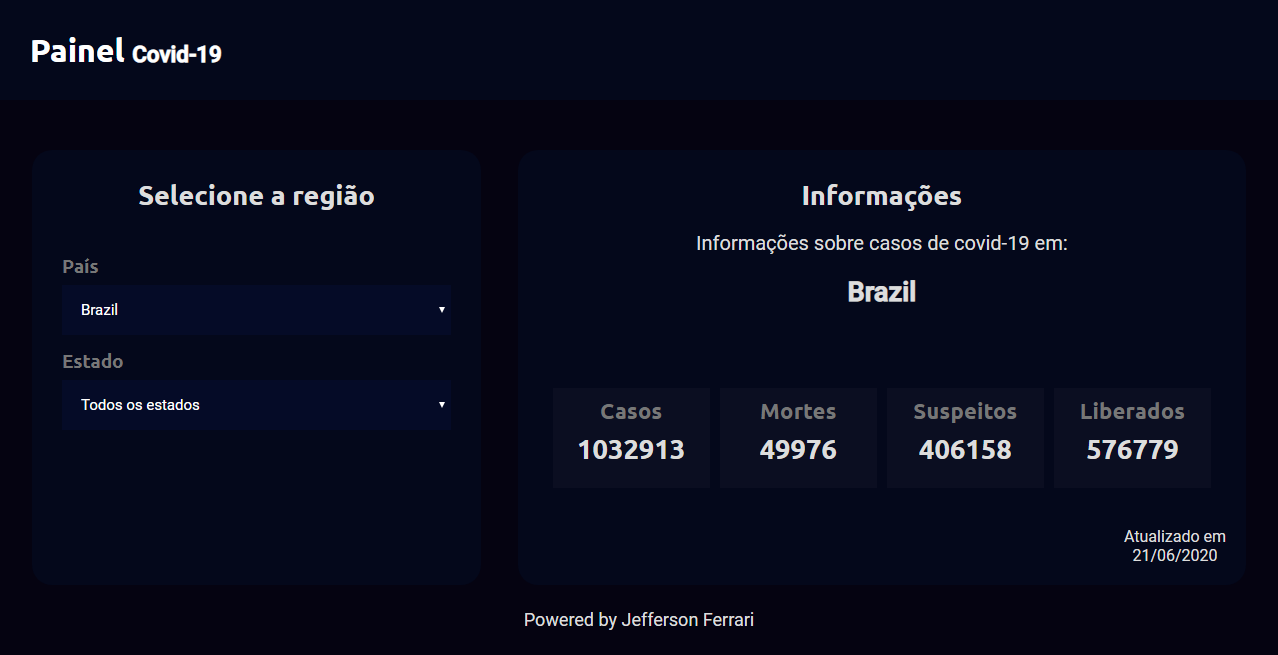 Painel Covid-19
Selecione a região
País
Brazil
Estado
Todos os estados
Informações
Informações sobre casos de covid-19 em:
Brazil
Casos Mortes Suspeitos Liberados
1032913 49976 406158 576779
Atualizado em
21/06/2020
Powered by Jefferson Ferrari